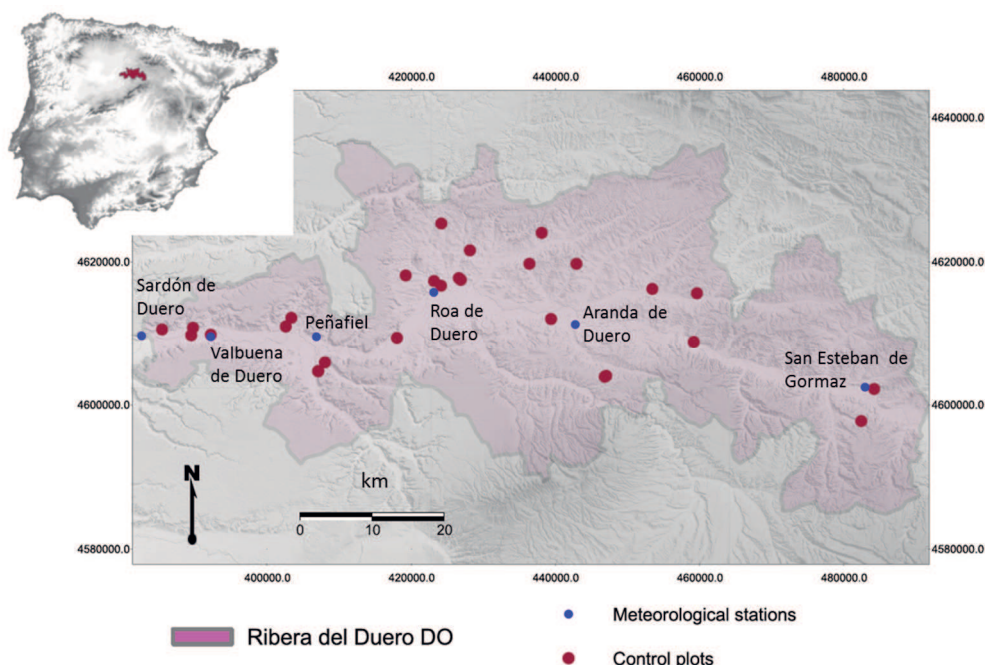 420000.0 440000.0 460000.0 480000.0
4640000.0
4620000.0 4620000.0
Sardón de
Duero
Peñafiel
Roa de
Duero
Aranda de
Duero
Valbuena
de Duero
San Esteban de
Gormaz
4600000.0 4600000.0
N
km
0 10 20
4580000.0 4580000.0
400000.0 420000.0 440000.0 460000.0 480000.0
Ribera del Duero DO
Meteorological stations
Control plots